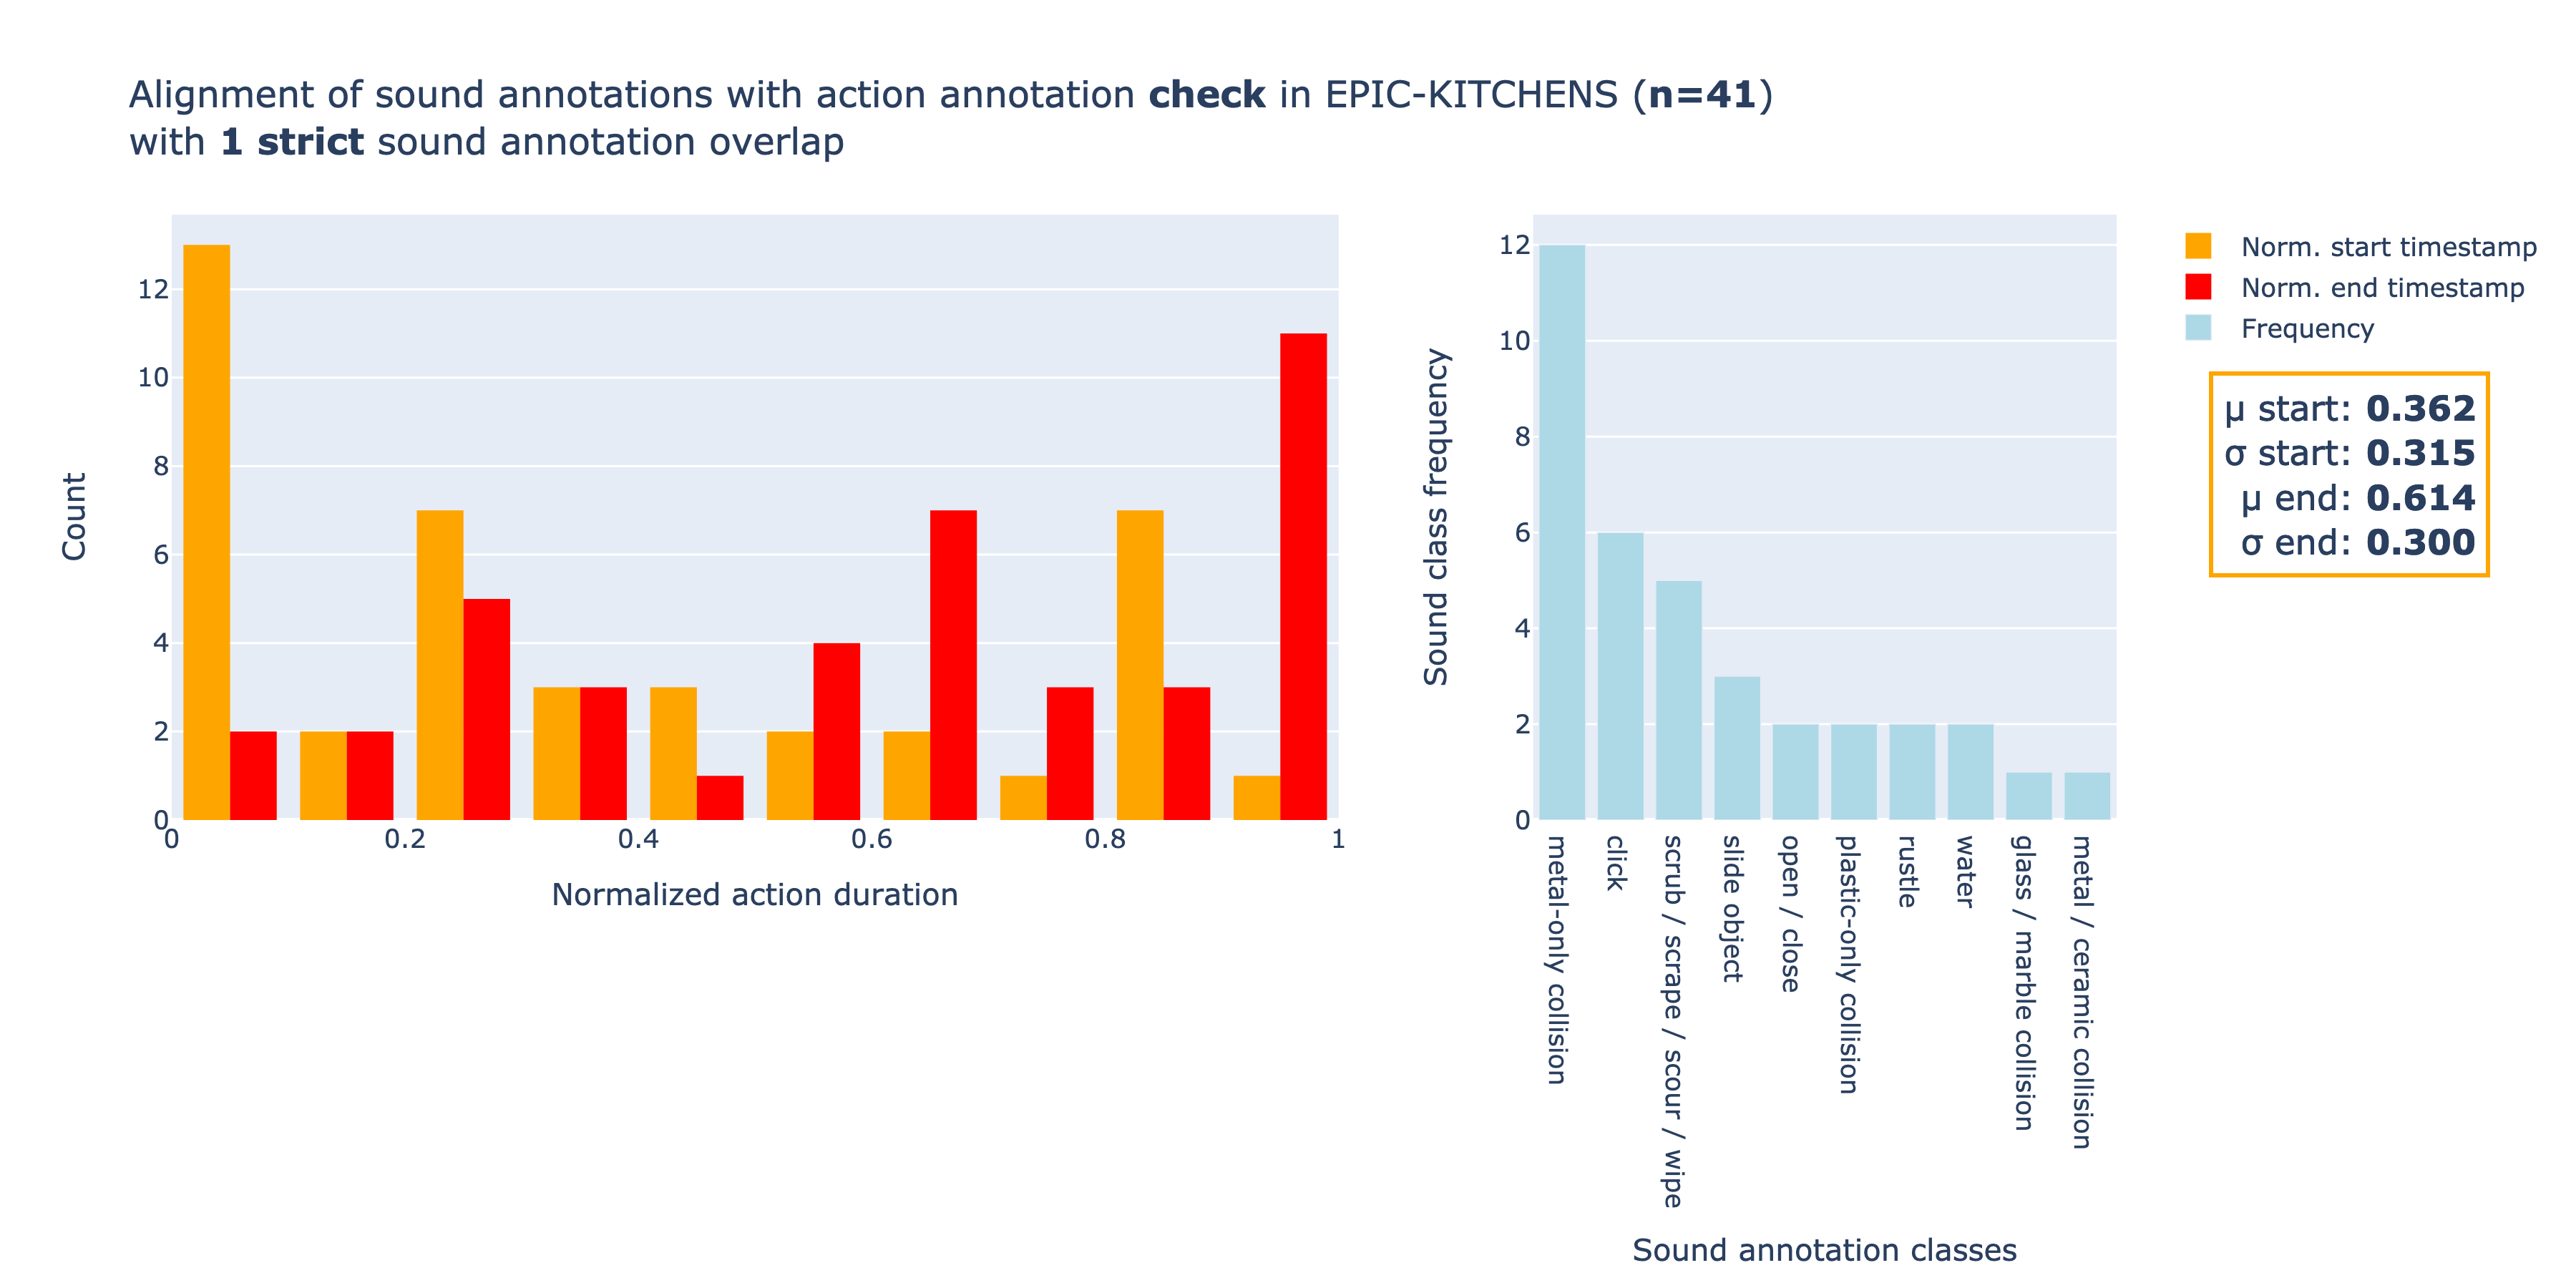 Alignment of sound annotations with action annotation check in EPIC-KITCHENS (n=41)
with 1 strict sound annotation overlap
Count
12
10
8
6
4
2
0
0
0.2
0.4
0.6
0.8
1
Normalized action duration
Sound class frequency
12
10
8
6
4
2
0
metal-only collision
click
scrub / scrape / scour / wipe
slide object
open / close
plastic-only collision
rustle
water
glass / marble collision
metal / ceramic collision
Sound annotation classes
Norm. start timestamp
Norm. end timestamp
Frequency
μ start: 0.362
σ start: 0.315
μ end: 0.614
σ end: 0.300